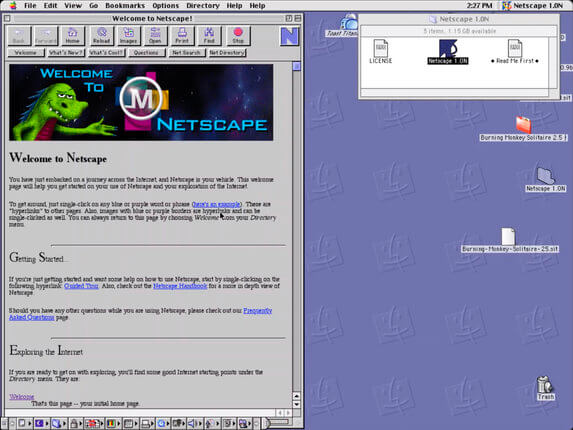 File Edit View Go Bookmarks Options Directory Help Help 2:27 PM Netscape 1.0N
Welcome to Netscape!
Back Forward Home Reload Images Open Print Find Stop
N
Welcome What's New? What's Cool? Questions Net Search Net Directory
WELCOME
TO
M
NETSCAPE
Welcome to Netscape
You have just embarked on a journey across the Internet, and Netscape is your vehicle. This welcome
page will help you get started on your use of Netscape and your exploration of the Internet.
To get around, just single-click on any blue or purple word or phrase (here's an example). These are
"hyperlinks" to other pages. Also, images with blue or purple borders are hyperlinks and can be
single-clicked as well. You can always return to this page by choosing Welcome from your Directory
menu.
Getting Started...
If you're just getting started and want some help on how to use Netscape, start by single-clicking on the
following hyperlink: Guided Tour. Also, check out the Netscape Handbook for a more in depth view of
Netscape.
Should you have any other questions while you are using Netscape, please check out our Frequently
Asked Questions page.
Exploring the Internet
If you are ready to get on with exploring, you'll find some good Internet starting points under the
Directory menu. They are:
Welcome
That's this page -- your initial home page.
Netscape 1.0N
3 items, 1.15 GB available
LICENSE
Netscape 1.0N
• Read Me First •
Toast Titanium
Burning Monkey Solitaire 2.5
Netscape 1.0N
Burning-Monkey-Solitaire-25.sit
Trash